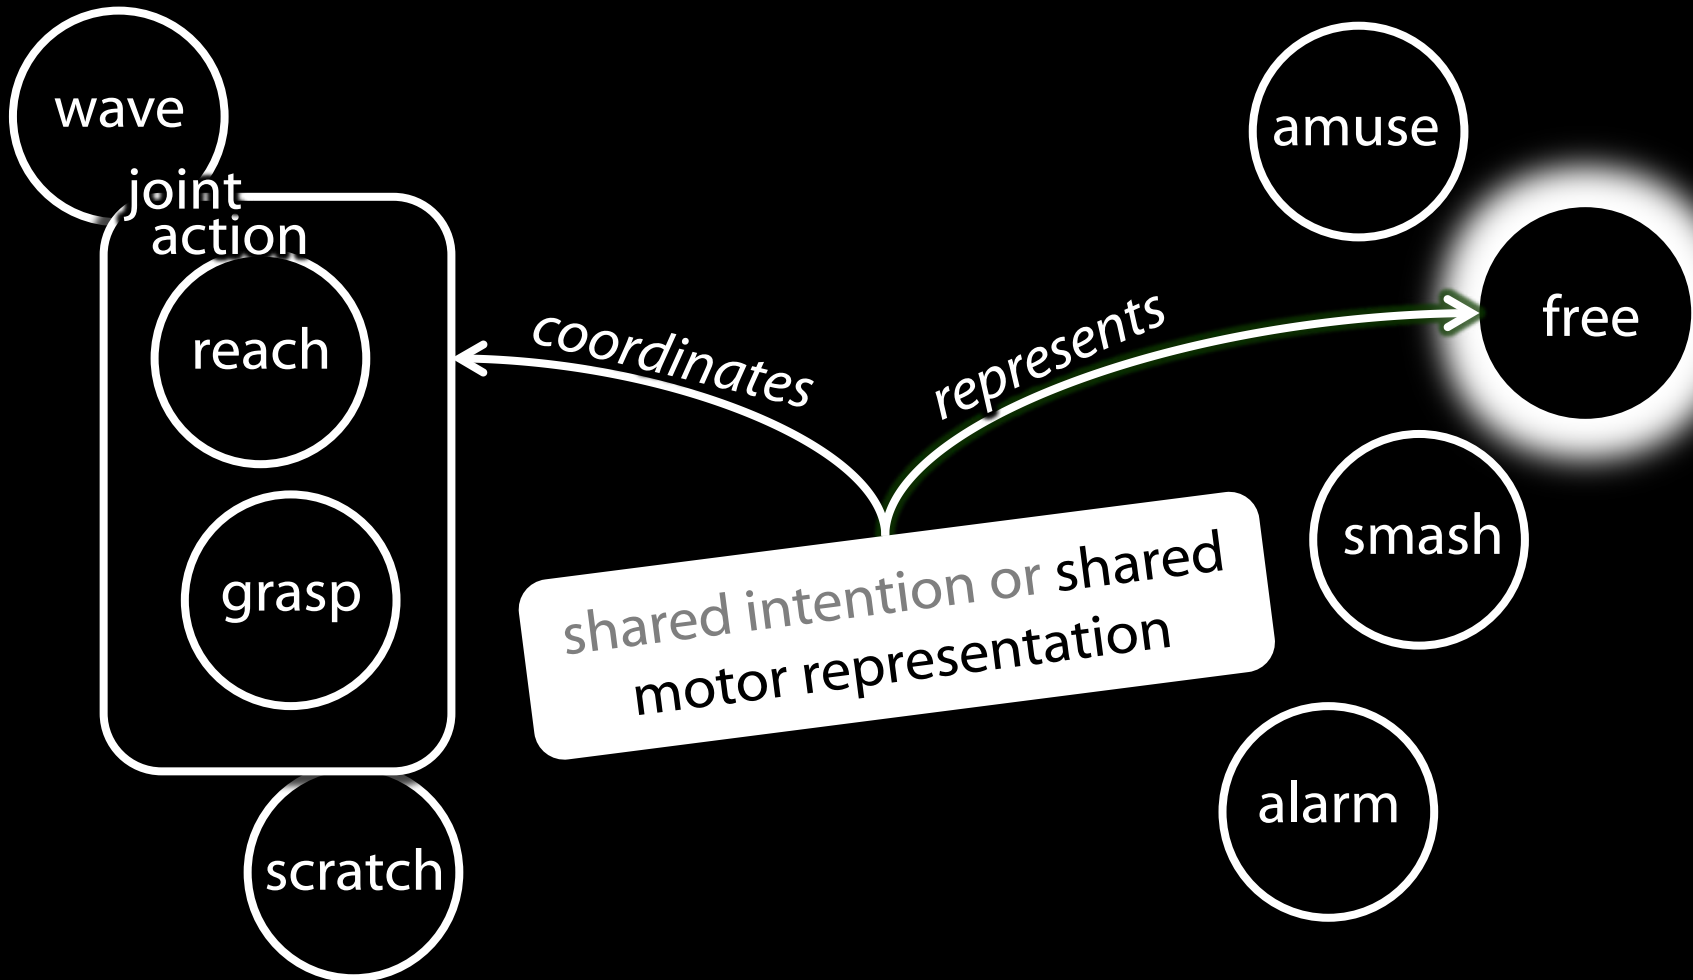 wave
joint
action
reach
grasp
scratch
coordinates
represents
shared intention or shared
motor representation
amuse
free
smash
alarm